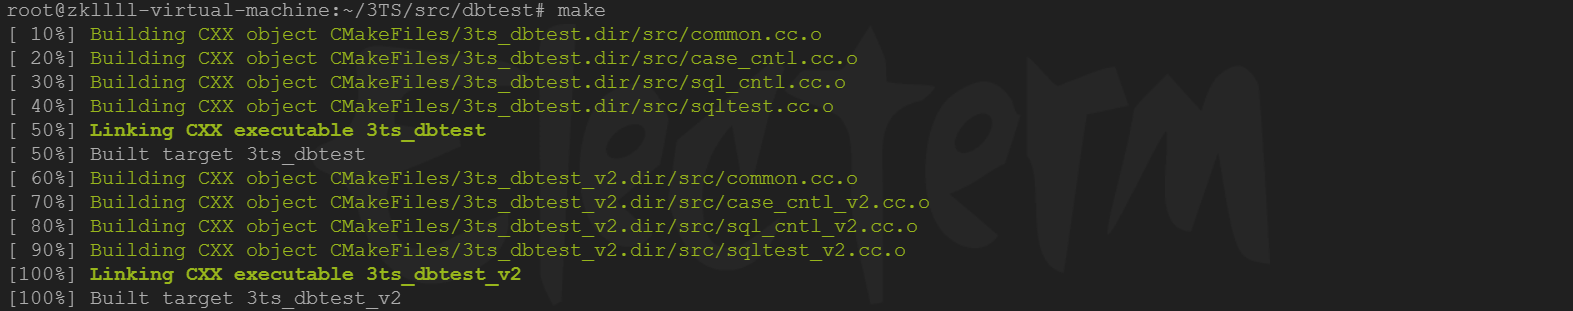 root@zkllll-virtual-machine:~/3TS/src/dbtest# make
[ 10%] Building CXX object CMakeFiles/3ts_dbtest.dir/src/common.cc.o
[ 20%] Building CXX object CMakeFiles/3ts_dbtest.dir/src/case_cntl.cc.o
[ 30%] Building CXX object CMakeFiles/3ts_dbtest.dir/src/sql_cntl.cc.o
[ 40%] Building CXX object CMakeFiles/3ts_dbtest.dir/src/sqltest.cc.o
[ 50%] Linking CXX executable 3ts_dbtest
[ 50%] Built target 3ts_dbtest
[ 60%] Building CXX object CMakeFiles/3ts_dbtest_v2.dir/src/common.cc.o
[ 70%] Building CXX object CMakeFiles/3ts_dbtest_v2.dir/src/case_cntl_v2.cc.o
[ 80%] Building CXX object CMakeFiles/3ts_dbtest_v2.dir/src/sql_cntl_v2.cc.o
[ 90%] Building CXX object CMakeFiles/3ts_dbtest_v2.dir/src/sqltest_v2.cc.o
[100%] Linking CXX executable 3ts_dbtest_v2
[100%] Built target 3ts_dbtest_v2
electerm